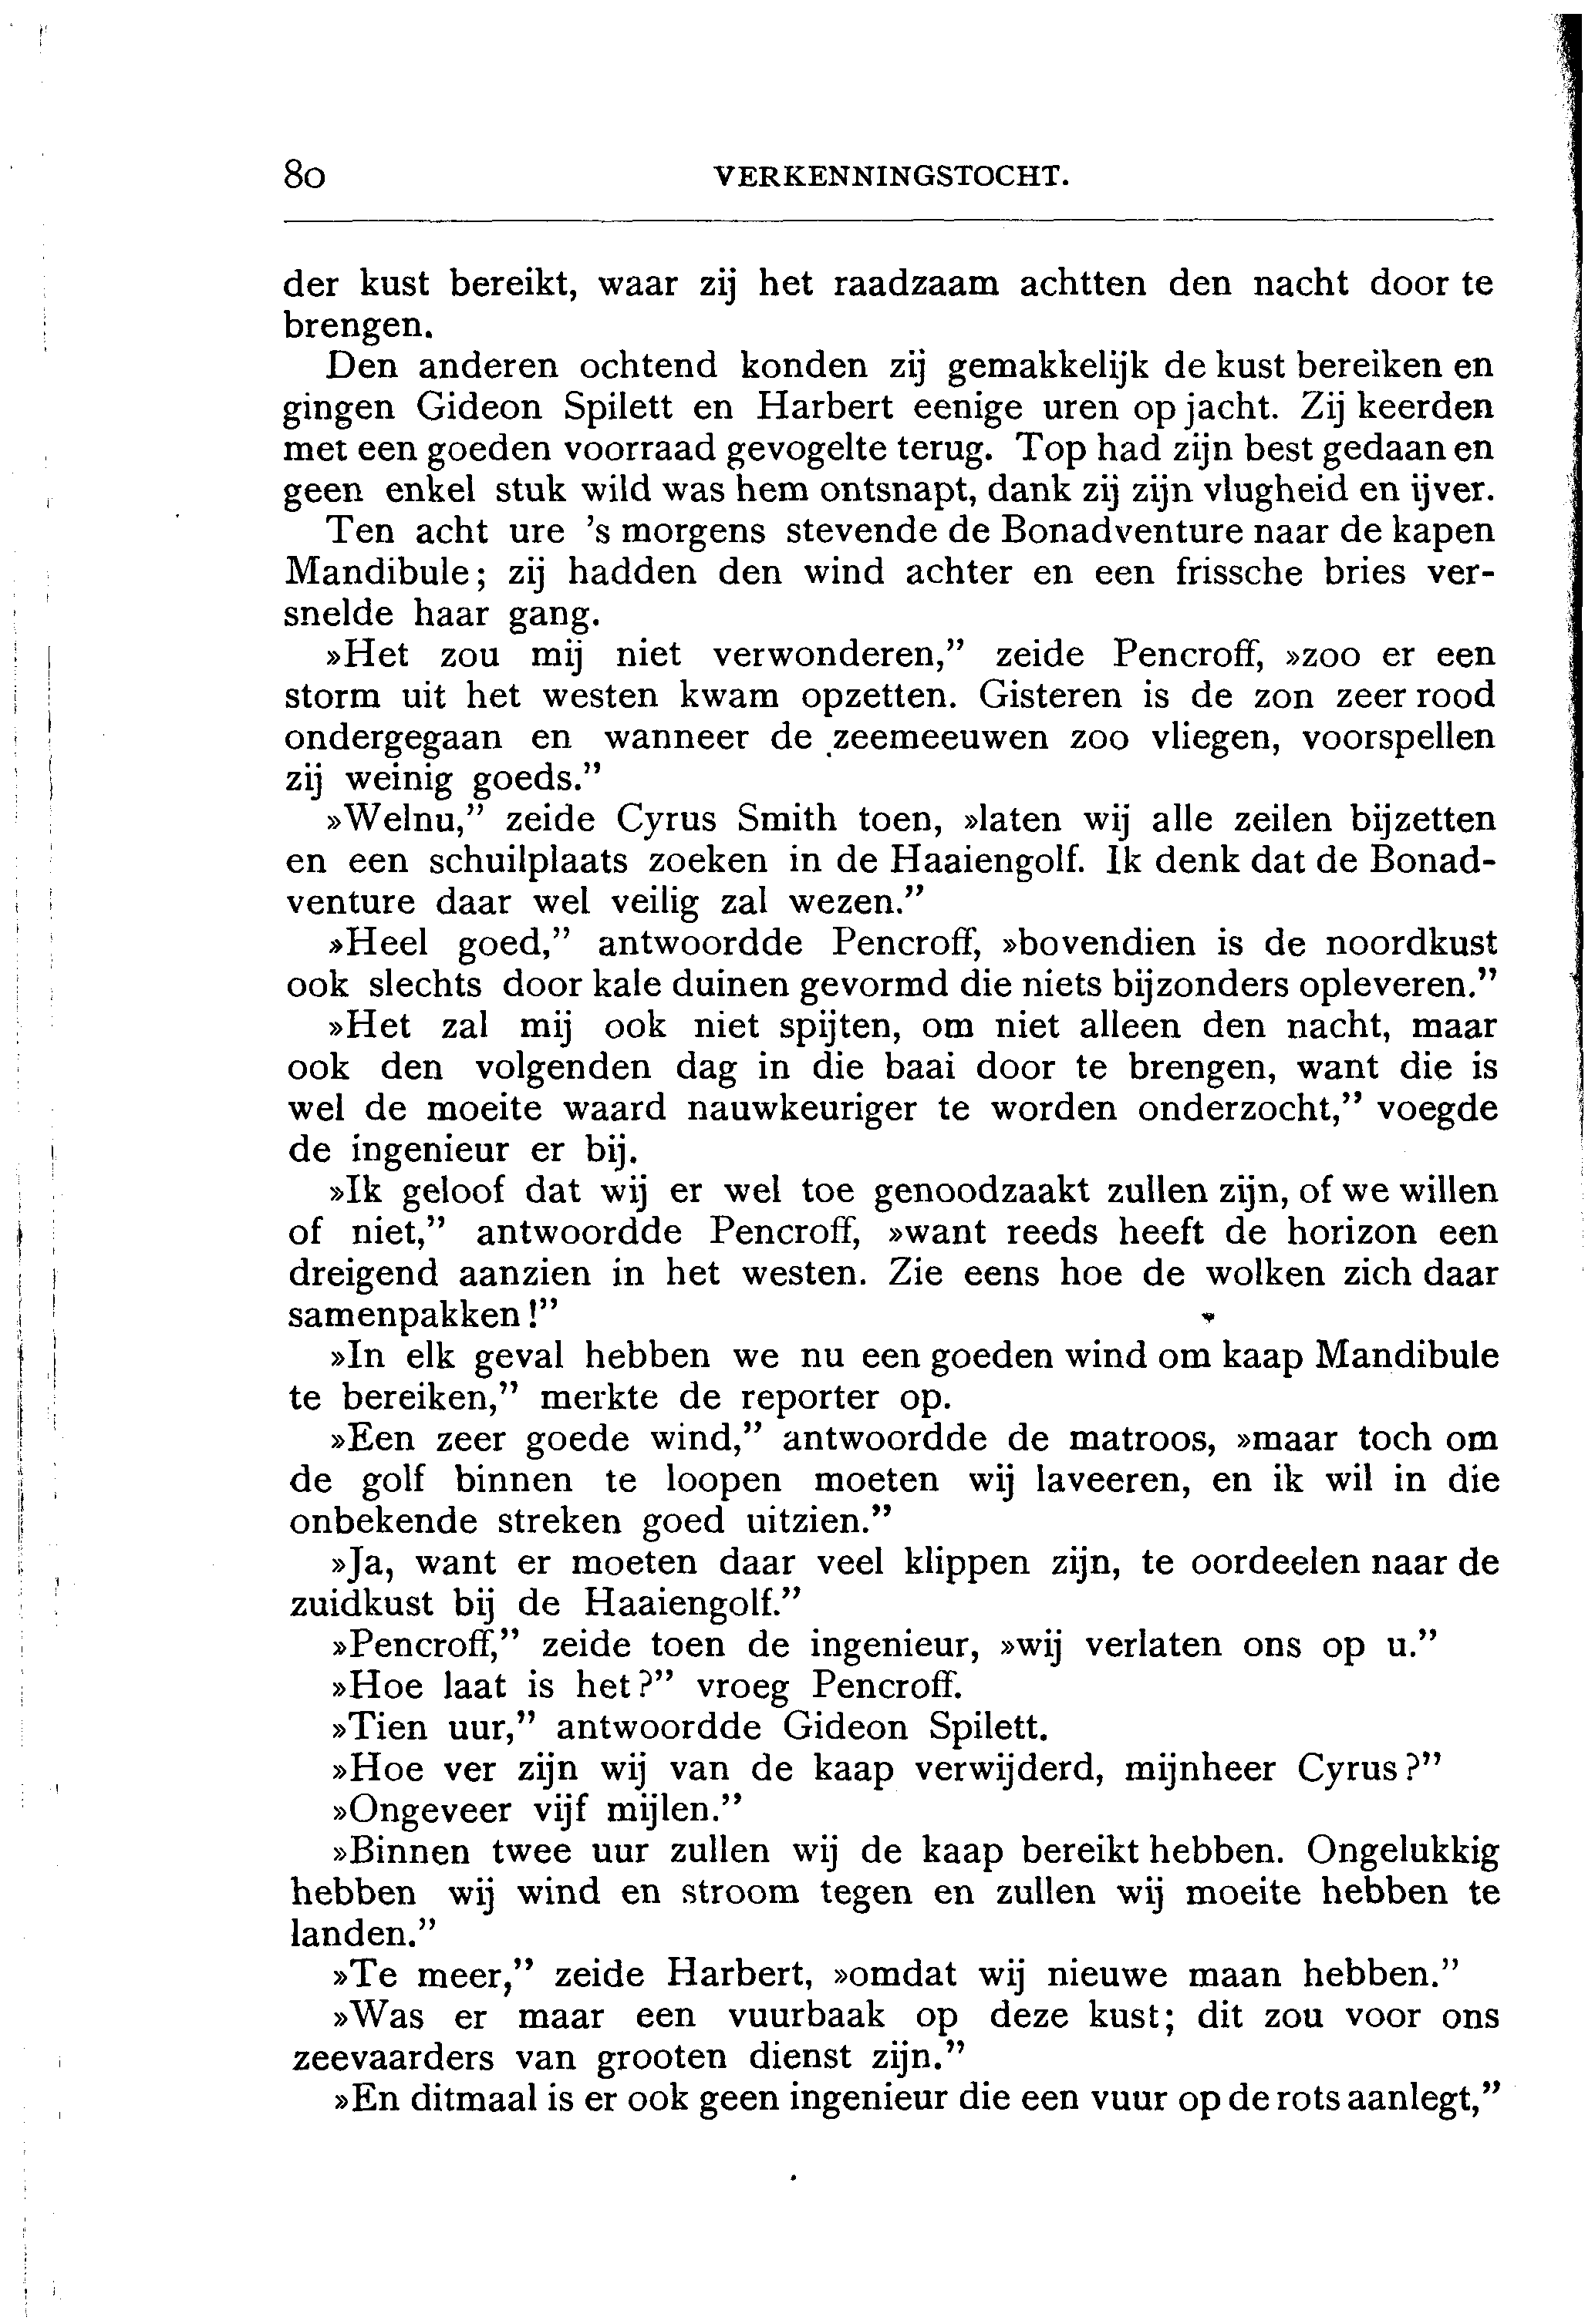 80 VERKENNINGSTOCHT.
der kust bereikt, waar zij het raadzaam achtten den nacht door te
brengen.
Den anderen ochtend konden zij gemakkelijk de kust bereiken en
gingen Gideon Spilett en Harbert eenige uren op jacht. Zij keerden
met een goeden voorraad gevogelte terug. Top had zijn best gedaan en
geen enkel stuk wild was hem ontsnapt, dank zij zijn vlugheid en ijver.
Ten acht ure 's morgens stevende de Bonadventure naar de kapen
Mandibule; zij hadden den wind achter en een frissche bries ver-
snelde haar gang.
»Het zou mij niet verwonderen,” zeide Pencroff, »zoo er een
storm uit het westen kwam opzetten. Gisteren is de zon zeer rood
ondergegaan en wanneer de zeemeeuwen zoo vliegen, voorspellen
zij weinig goeds.”
»Welnu,” zeide Cyrus Smith toen, »laten wij alle zeilen bijzetten
en een schuilplaats zoeken in de Haaiengolf. Ik denk dat de Bonad-
venture daar wel veilig zal wezen.”
»Heel goed,” antwoordde Pencroff, »bovendien is de noordkust
ook slechts door kale duinen gevormd die niets bijzonders opleveren.”
»Het zal mij ook niet spijten, om niet alleen den nacht, maar
ook den volgenden dag in die baai door te brengen, want die is
wel de moeite waard nauwkeuriger te worden onderzocht,” voegde
de ingenieur er bij.
»Ik geloof dat wij er wel toe genoodzaakt zullen zijn, of we willen
of niet,” antwoordde Pencroff, »want reeds heeft de horizon een
dreigend aanzien in het westen. Zie eens hoe de wolken zich daar
samenpakken!”
»In elk geval hebben we nu een goeden wind om kaap Mandibule
te bereiken,” merkte de reporter op.
»Een zeer goede wind,” antwoordde de matroos, »maar toch om
de golf binnen te loopen moeten wij laveeren, en ik wil in die
onbekende streken goed uitzien.”
»Ja, want er moeten daar veel klippen zijn, te oordeelen naar de
zuidkust bij de Haaiengolf.”
»Pencroff,” zeide toen de ingenieur, »wij verlaten ons op u.”
»Hoe laat is het?” vroeg Pencroff.
»Tien uur,” antwoordde Gideon Spilett.
»Hoe ver zijn wij van de kaap verwijderd, mijnheer Cyrus?”
»Ongeveer vijf mijlen.”
»Binnen twee uur zullen wij de kaap bereikt hebben. Ongelukkig
hebben wij wind en stroom tegen en zullen wij moeite hebben te
landen.”
»Te meer,” zeide Harbert, »omdat wij nieuwe maan hebben.”
»Was er maar een vuurbaak op deze kust; dit zou voor ons
zeevaarders van grooten dienst zijn.”
»En ditmaal is er ook geen ingenieur die een vuur op de rots aanlegt,”